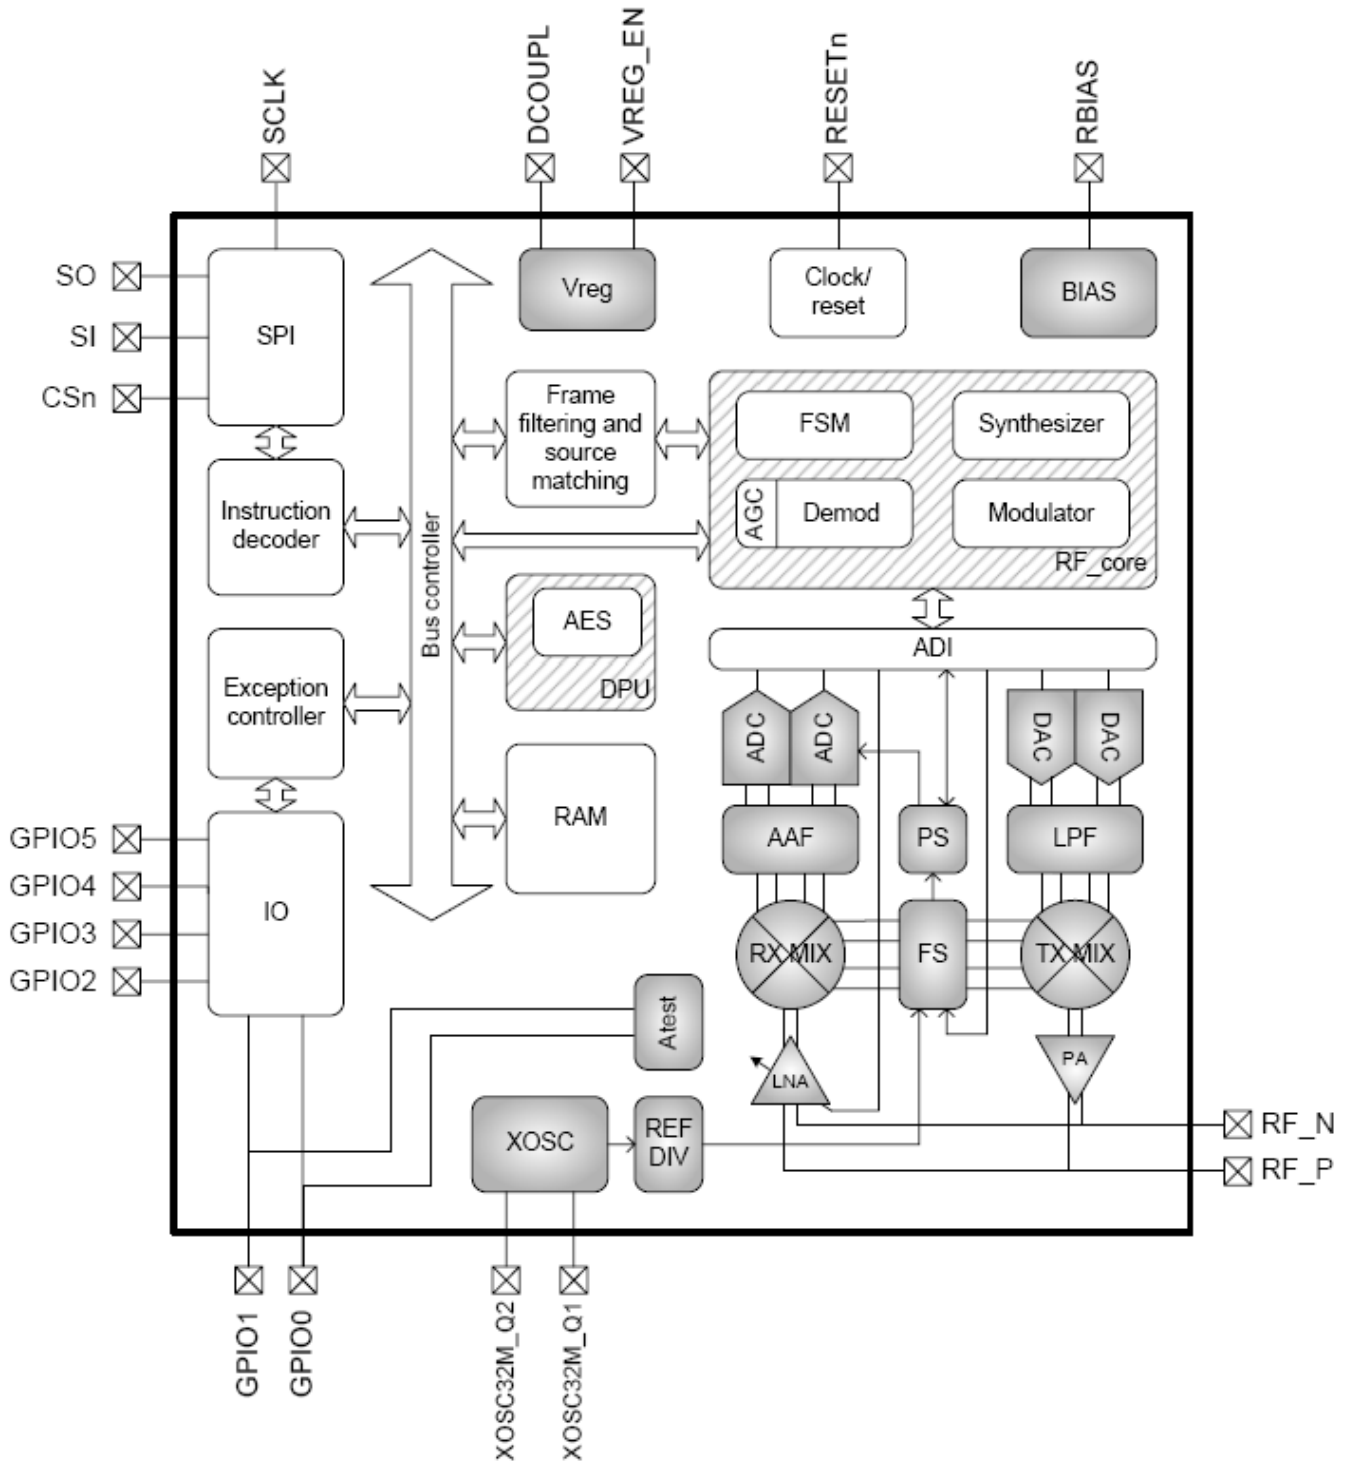 SCLK
DCOUPL
VREG_EN
RESETn
RBIAS
SO
SI
CSn
SPI
Vreg
Clock/
reset
BIAS
Frame
filtering and
source
matching
FSM
Synthesizer
AGC
Demod
Modulator
RF_core
Instruction
decoder
Bus controller
AES
DPU
ADI
Exception
controller
ADC
ADC
DAC
DAC
RAM
AAF
PS
LPF
GPIO5
GPIO4
GPIO3
GPIO2
IO
RX MIX
FS
TX MIX
Atest
LNA
PA
XOSC
REF
DIV
RF_N
RF_P
GPIO1
GPIO0
XOSC32M_Q2
XOSC32M_Q1